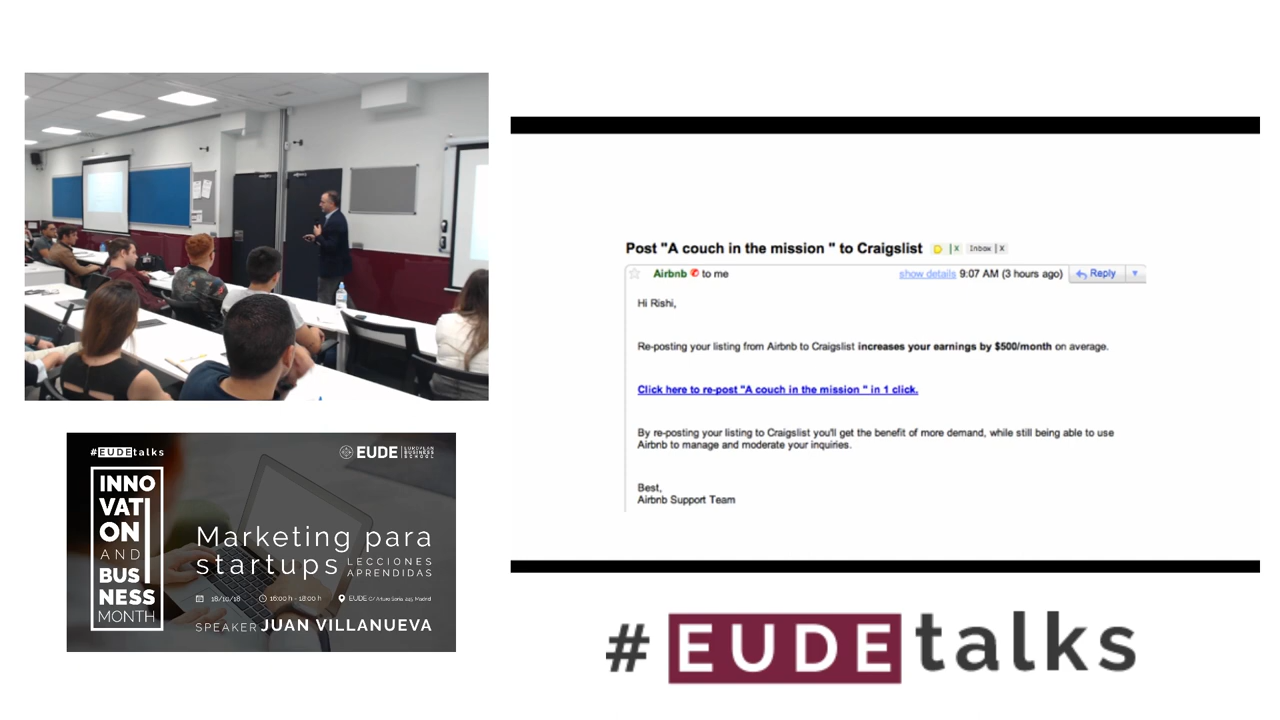 Post "A couch in the mission " to Craigslist | X Inbox | X
Airbnb to me show details 9:07 AM (3 hours ago) Reply
Hi Rishi,
Re-posting your listing from Airbnb to Craigslist increases your earnings by $500/month on average.
Click here to re-post "A couch in the mission " in 1 click.
By re-posting your listing to Craigslist you'll get the benefit of more demand, while still being able to use
Airbnb to manage and moderate your inquiries.
Best,
Airbnb Support Team
#EUDEtalks
EUDE EUROPEAN
BUSINESS
SCHOOL
INNO
VATI
ON
AND
BUSI
NESS
MONTH
Marketing para
startups LECCIONES
APRENDIDAS
18/10/18 16:00 h - 18:00 h EUDE C/ Arturo Soria 245 Madrid
SPEAKER JUAN VILLANUEVA
# EUDEtalks